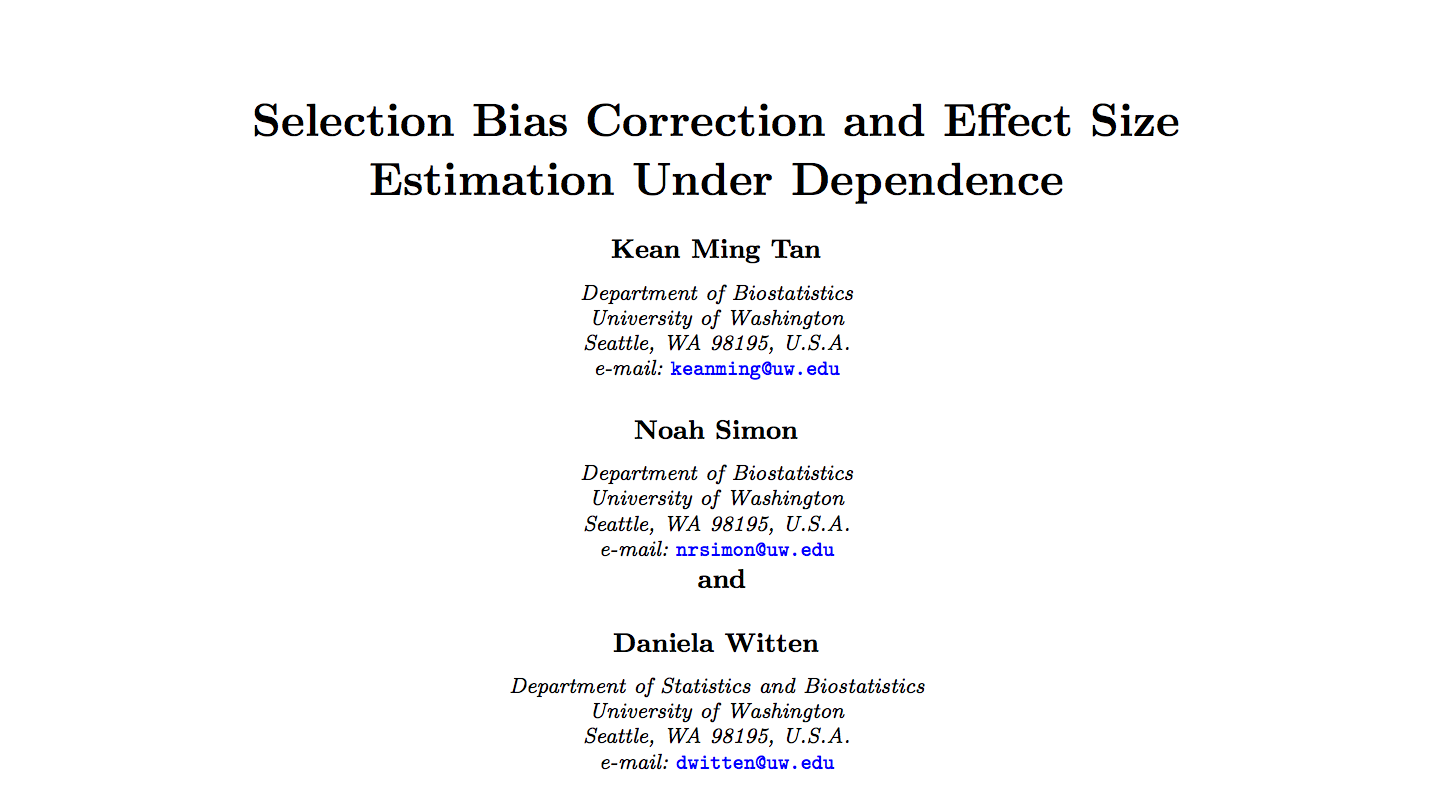 Selection Bias Correction and Effect Size
Estimation Under Dependence
Kean Ming Tan
Department of Biostatistics
University of Washington
Seattle, WA 98195, U.S.A.
e-mail: keanming@uw.edu
Noah Simon
Department of Biostatistics
University of Washington
Seattle, WA 98195, U.S.A.
e-mail: nrsimon@uw.edu
and
Daniela Witten
Department of Statistics and Biostatistics
University of Washington
Seattle, WA 98195, U.S.A.
e-mail: dwitten@uw.edu